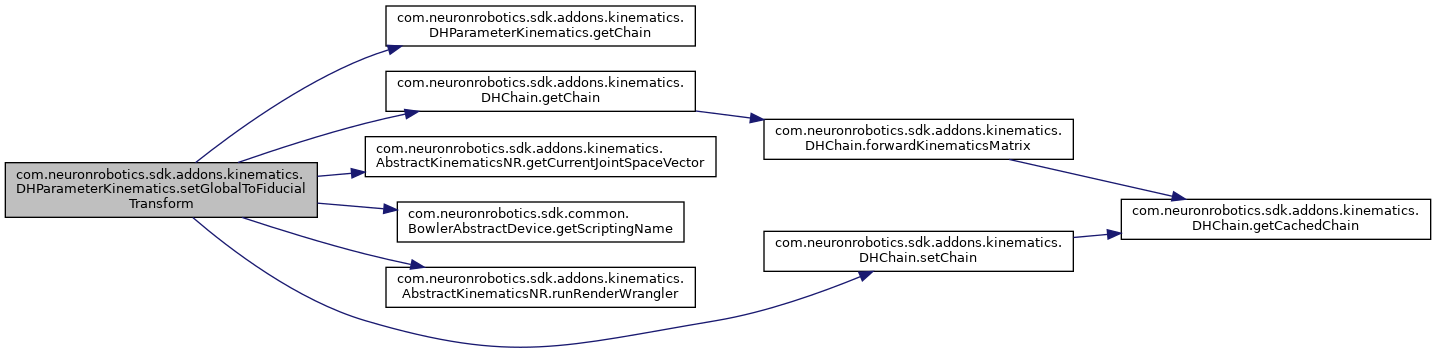 com.neuronrobotics.sdk.addons.kinematics.
DHParameterKinematics.setGlobalToFiducial
Transform
com.neuronrobotics.sdk.addons.kinematics.
DHParameterKinematics.getChain
com.neuronrobotics.sdk.addons.kinematics.
DHChain.getChain
com.neuronrobotics.sdk.addons.kinematics.
AbstractKinematicsNR.getCurrentJointSpaceVector
com.neuronrobotics.sdk.common.
BowlerAbstractDevice.getScriptingName
com.neuronrobotics.sdk.addons.kinematics.
AbstractKinematicsNR.runRenderWrangler
com.neuronrobotics.sdk.addons.kinematics.
DHChain.forwardKinematicsMatrix
com.neuronrobotics.sdk.addons.kinematics.
DHChain.setChain
com.neuronrobotics.sdk.addons.kinematics.
DHChain.getCachedChain